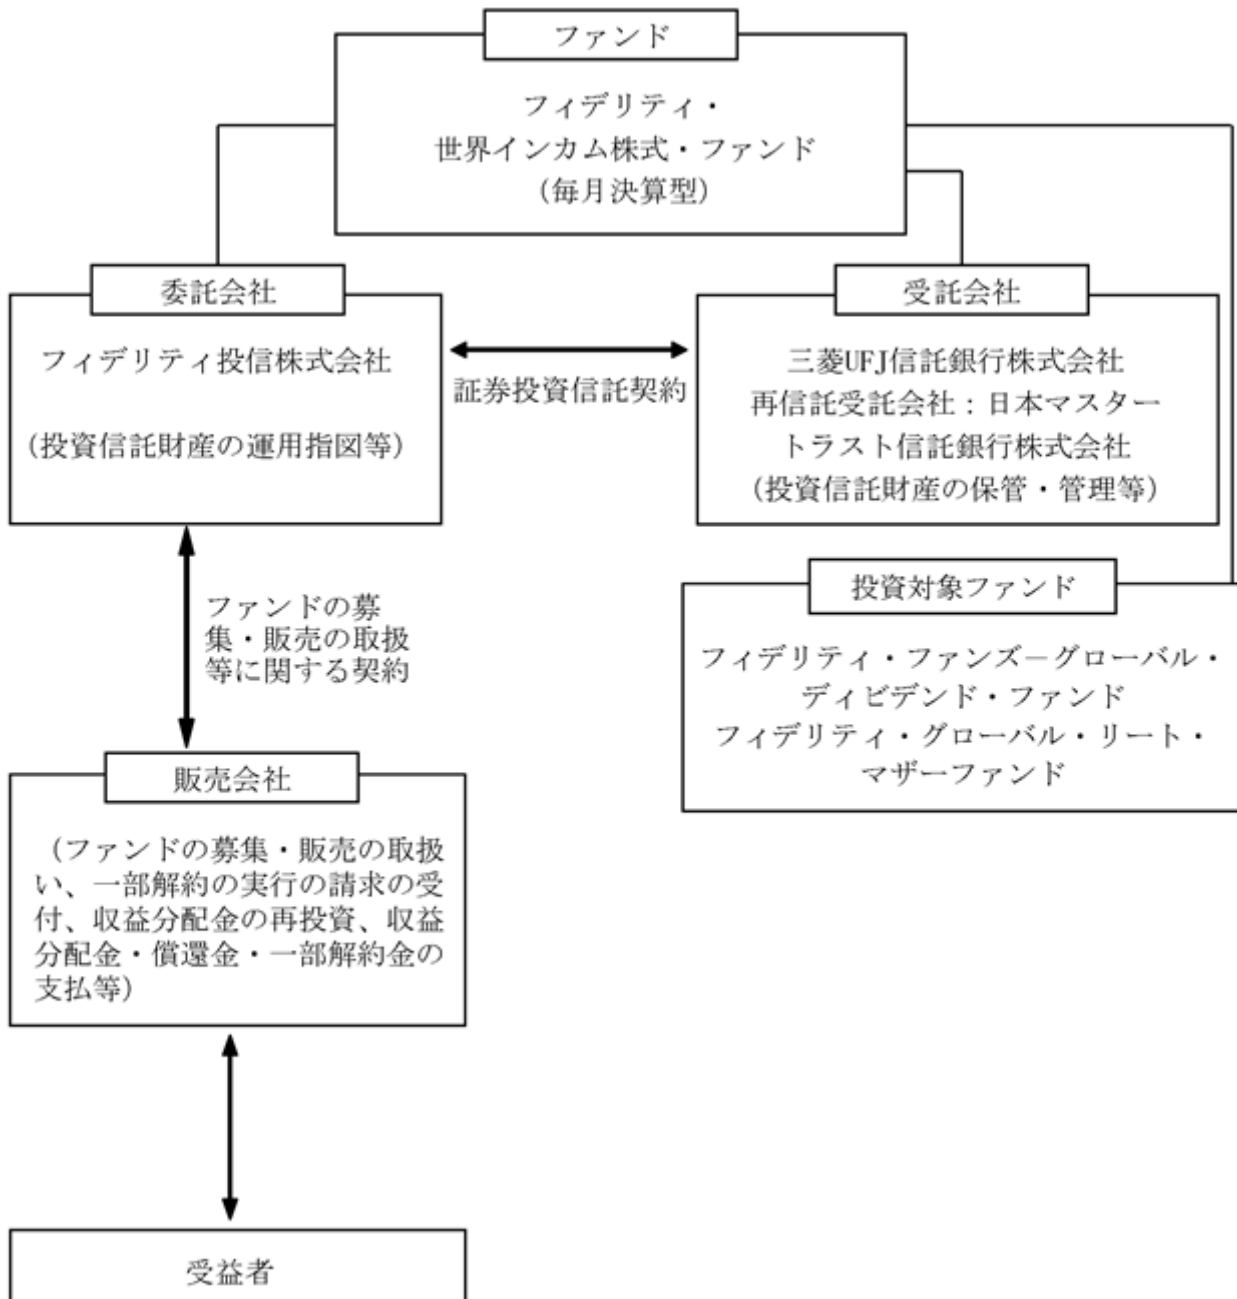 ファンド
フィデリティ・
世界インカム株式・ファンド
(毎月決算型)
委託会社
フィデリティ投信株式会社
(投資信託財産の運用指図等)
証券投資信託契約
受託会社
三菱UFJ信託銀行株式会社
再信託受託会社:日本マスター
トラスト信託銀行株式会社
(投資信託財産の保管・管理等)
ファンドの募
集・販売の取扱
等に関する契約
投資対象ファンド
フィデリティ・ファンズ－グローバル・
ディビデンド・ファンド
フィデリティ・グローバル・リート・
マザーファンド
販売会社
(ファンドの募集・販売の取扱
い、一部解約の実行の請求の受
付、収益分配金の再投資、収益
分配金・償還金・一部解約金の
支払等)
受益者